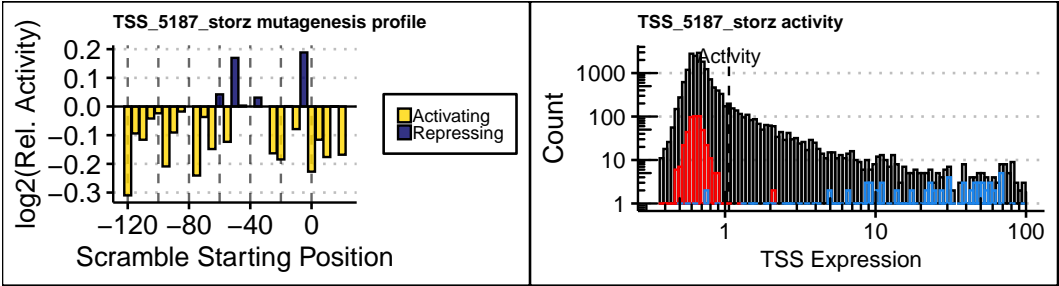 TSS_5187_storz mutagenesis profile
log2(Rel. Activity)
0.2
0.1
0.0
−0.1
−0.2
−0.3
−120
−80
−40
0
Scramble Starting Position
Activating
Repressing
TSS_5187_storz activity
Activity
Count
1000
100
10
1
1
10
100
TSS Expression